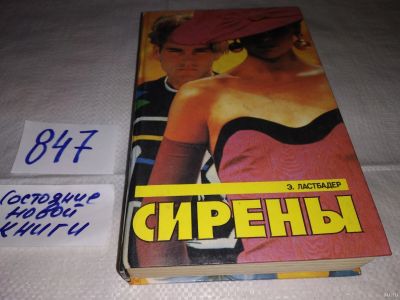 847
Состояние
новой
книги
Э. ЛАСТБАДЕР
СИРЕНЫ